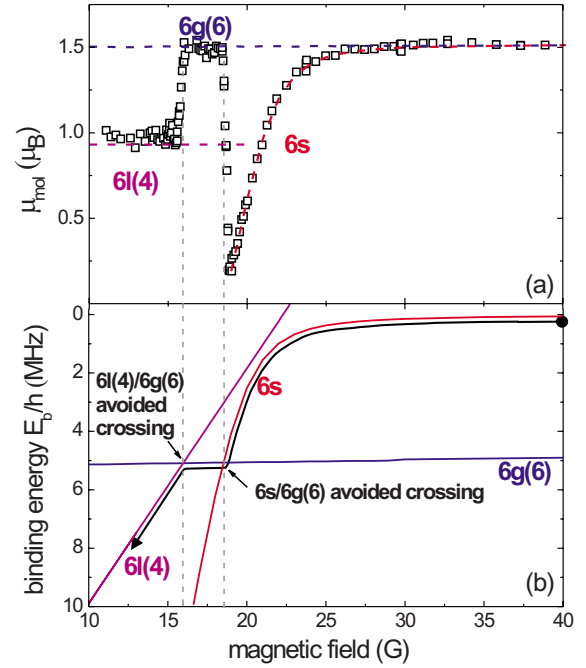 6g(6)
(a)
1.5
1.0
0.5
μmol (μB)
6l(4)
6s
0
2
4
6
8
10
binding energy Eb/h (MHz)
6l(4)/6g(6)
avoided
crossing
6s
6g(6)
6s/6g(6) avoided crossing
6l(4)
(b)
10 15 20 25 30 35 40
magnetic field (G)